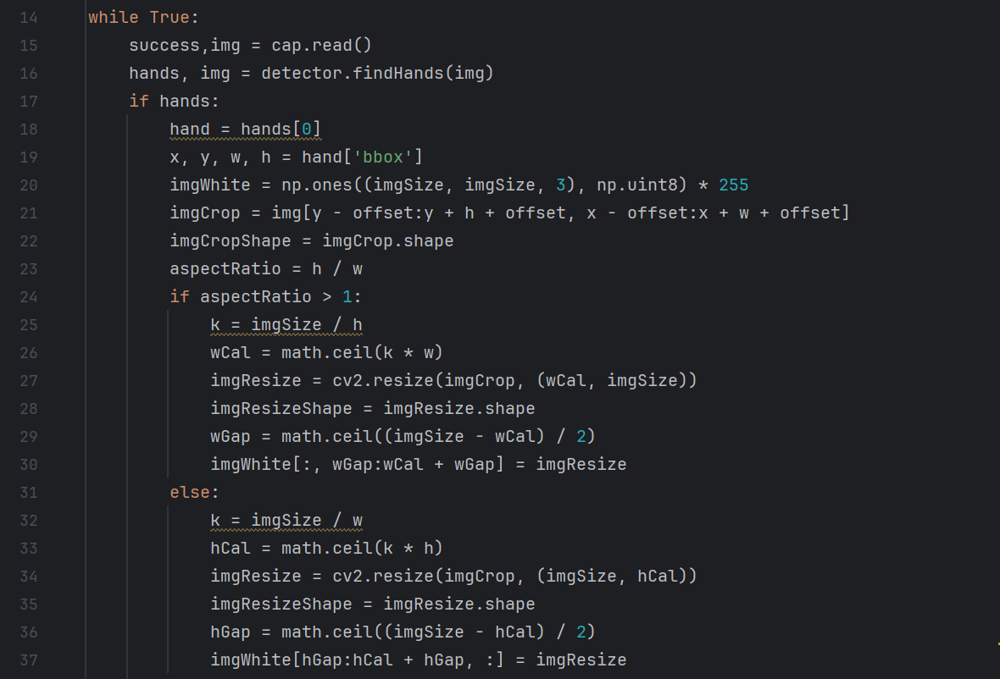 14 while True:
15 success,img = cap.read()
16 hands, img = detector.findHands(img)
17 if hands:
18 hand = hands[0]
19 x, y, w, h = hand['bbox']
20 imgWhite = np.ones((imgSize, imgSize, 3), np.uint8) * 255
21 imgCrop = img[y - offset:y + h + offset, x - offset:x + w + offset]
22 imgCropShape = imgCrop.shape
23 aspectRatio = h / w
24 if aspectRatio > 1:
25 k = imgSize / h
26 wCal = math.ceil(k * w)
27 imgResize = cv2.resize(imgCrop, (wCal, imgSize))
28 imgResizeShape = imgResize.shape
29 wGap = math.ceil((imgSize - wCal) / 2)
30 imgWhite[:, wGap:wCal + wGap] = imgResize
31 else:
32 k = imgSize / w
33 hCal = math.ceil(k * h)
34 imgResize = cv2.resize(imgCrop, (imgSize, hCal))
35 imgResizeShape = imgResize.shape
36 hGap = math.ceil((imgSize - hCal) / 2)
37 imgWhite[hGap:hCal + hGap, :] = imgResize